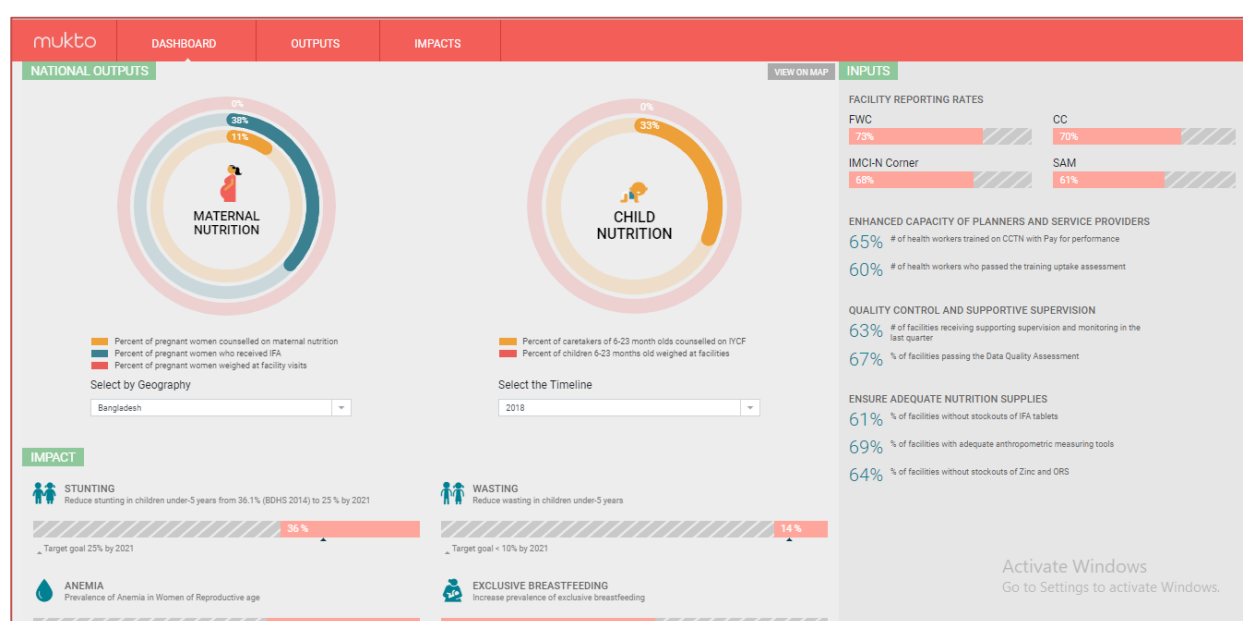 mukto DASHBOARD OUTPUTS IMPACTS
NATIONAL OUTPUTS
VIEW ON MAP
0%
38%
11%
MATERNAL
NUTRITION
Percent of pregnant women counselled on maternal nutrition
Percent of pregnant women who received IFA
Percent of pregnant women weighed at facility visits
Select by Geography
Bangladesh
0%
33%
CHILD
NUTRITION
Percent of caretakers of 6-23 month olds counselled on IYCF
Percent of children 6-23 months old weighed at facilities
Select the Timeline
2018
IMPACT
STUNTING
Reduce stunting in children under-5 years from 36.1% (BDHS 2014) to 25 % by 2021
36 %
Target goal 25% by 2021
WASTING
Reduce wasting in children under-5 years
14 %
Target goal < 10% by 2021
ANEMIA
Prevalence of Anemia in Women of Reproductive age
EXCLUSIVE BREASTFEEDING
Increase prevalence of exclusive breastfeeding
INPUTS
FACILITY REPORTING RATES
FWC
73%
CC
70%
IMCI-N Corner
68%
SAM
61%
ENHANCED CAPACITY OF PLANNERS AND SERVICE PROVIDERS
65% # of health workers trained on CCTN with Pay for performance
60% # of health workers who passed the training uptake assessment
QUALITY CONTROL AND SUPPORTIVE SUPERVISION
63% # of facilities receiving supporting supervision and monitoring in the
last quarter
67% % of facilities passing the Data Quality Assessment
ENSURE ADEQUATE NUTRITION SUPPLIES
61% % of facilities without stockouts of IFA tablets
69% % of facilities with adequate anthropometric measuring tools
64% % of facilities without stockouts of Zinc and ORS
Activate Windows
Go to Settings to activate Windows.